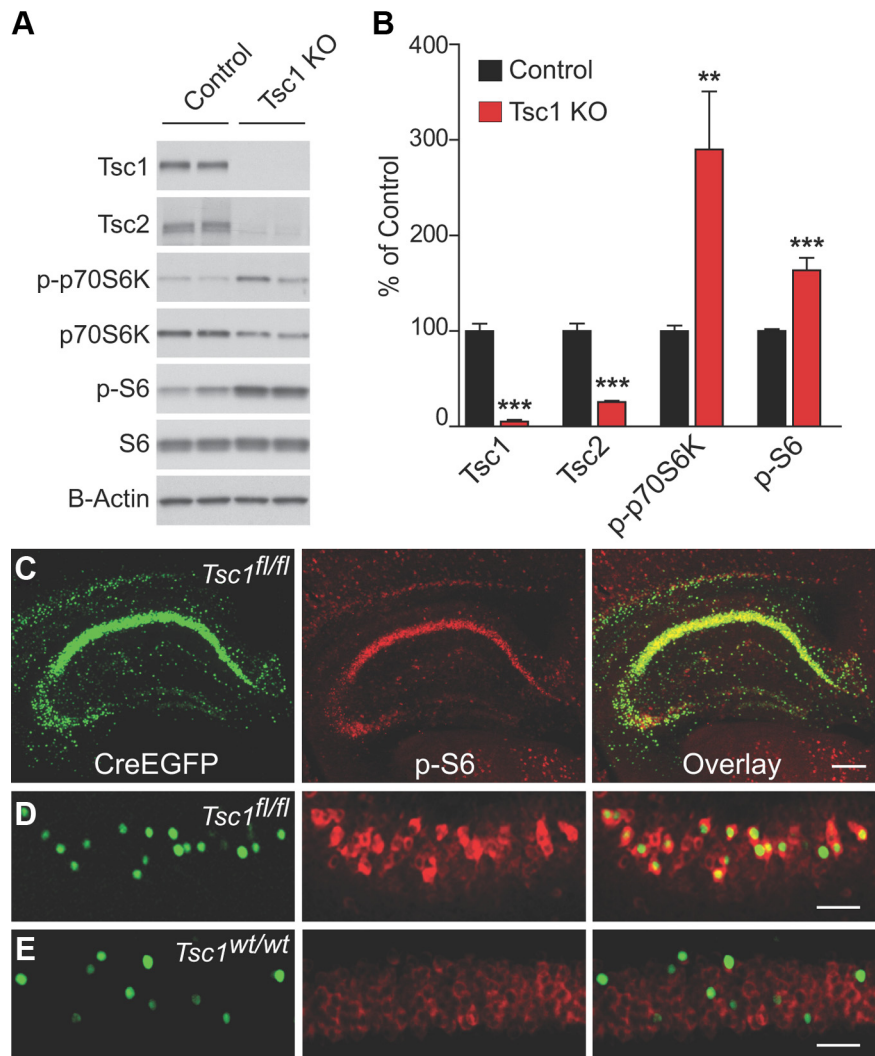 A
Control
Tsc1 KO
Tsc1
Tsc2
p-p70S6K
p70S6K
p-S6
S6
B-Actin
B
400
300
200
100
0
% of Control
Control
Tsc1 KO
***
***
**
***
Tsc1
Tsc2
p-p70S6K
p-S6
C
Tsc1fl/fl
CreEGFP
p-S6
Overlay
D
Tsc1fl/fl
E
Tsc1wt/wt